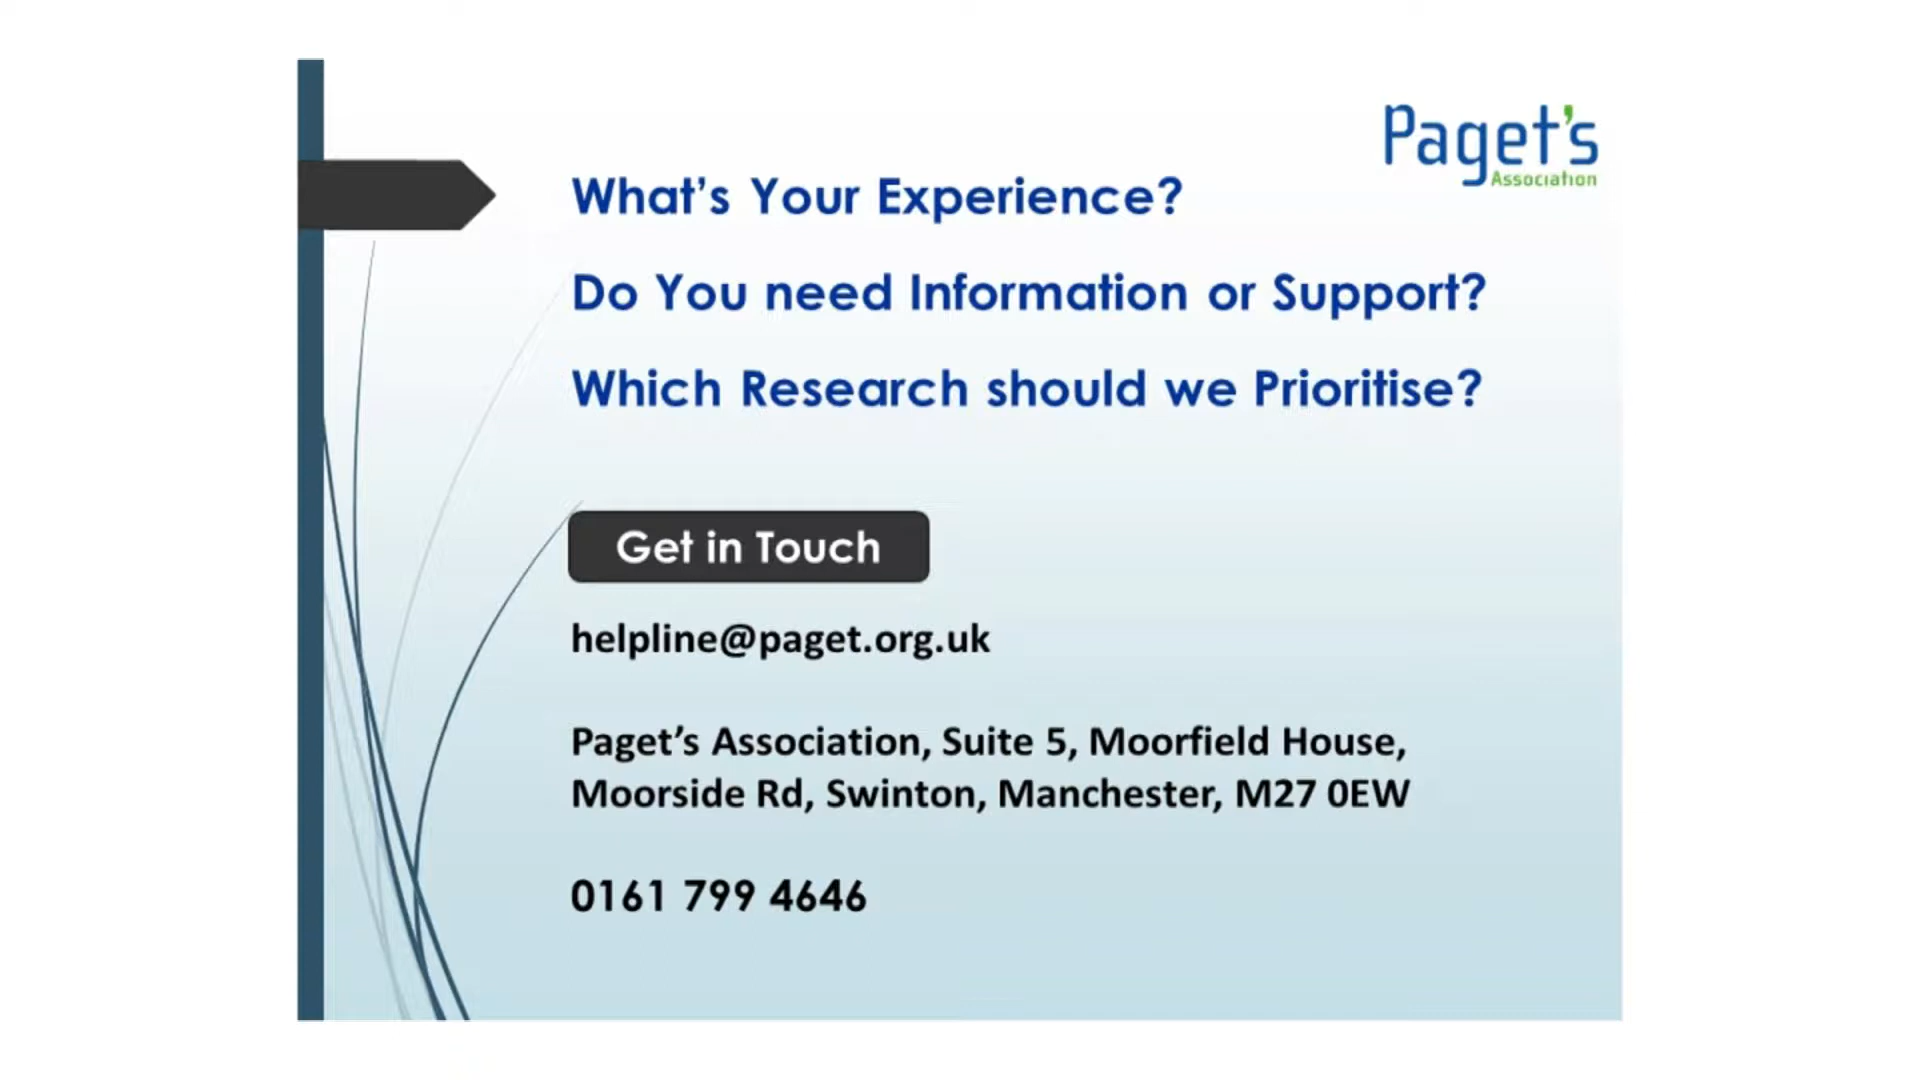 Paget's
Association
What's Your Experience?
Do You need Information or Support?
Which Research should we Prioritise?
Get in Touch
helpline@paget.org.uk
Paget's Association, Suite 5, Moorfield House,
Moorside Rd, Swinton, Manchester, M27 0EW
0161 799 4646